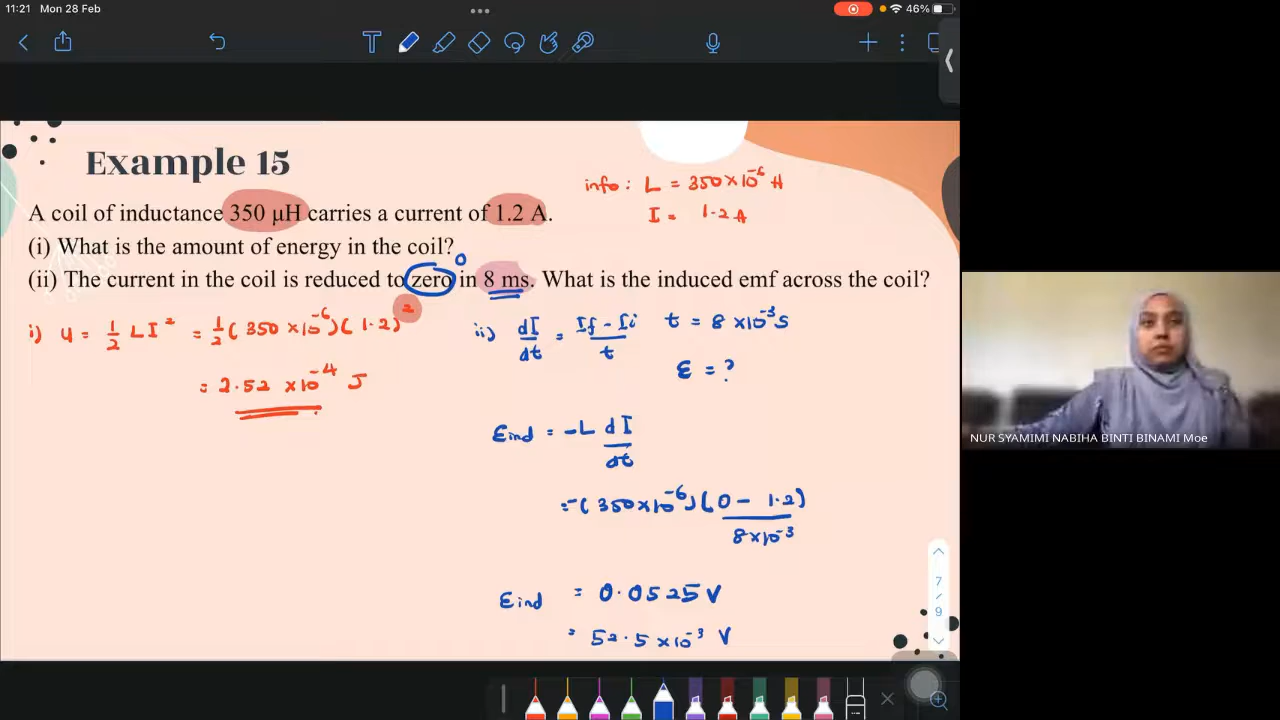 11:21 Mon 28 Feb
46%
T
Example 15
info : L = 350 × 10⁻⁶ H
I = 1.2 A
A coil of inductance 350 μH carries a current of 1.2 A.
(i) What is the amount of energy in the coil?
0
(ii) The current in the coil is reduced to zero in 8 ms. What is the induced emf across the coil?
i) U = 1/2 L I² = 1/2 (350 × 10⁻⁶)(1.2)²
= 2.52 × 10⁻⁴ J
ii) dI/dt = If - Ii/t t = 8 × 10⁻³ s
ε = ?
εind = -L dI/dt
= -(350 × 10⁻⁶)(0 - 1.2)/8 × 10⁻³
εind = 0.0525 V
= 52.5 × 10⁻³ V
NUR SYAMIMI NABIHA BINTI BINAMI Moe
7
/
9